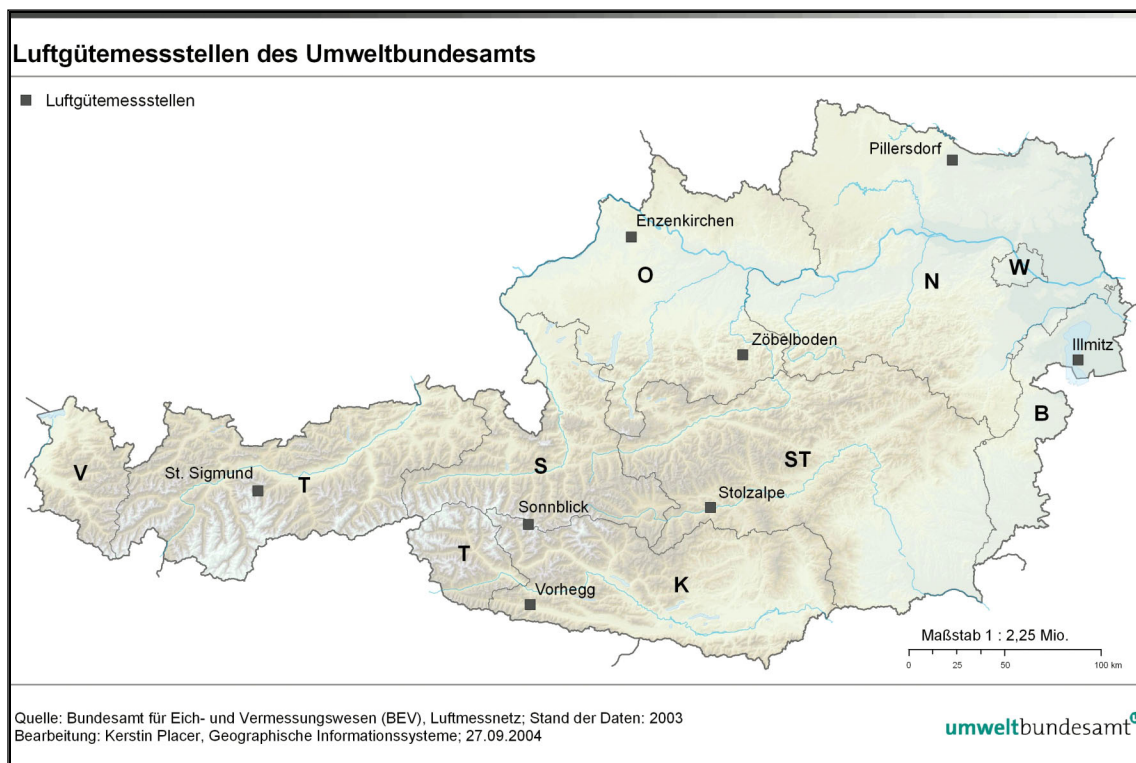 Luftgütemessstellen des Umweltbundesamts
Luftgütemessstellen
Pillersdorf
Enzenkirchen
W
O
N
Zöbelboden
Illmitz
B
V
St. Sigmund
T
S
ST
Stolzalpe
Sonnblick
T
Vorhegg
K
Maßstab 1 : 2,25 Mio.
0 25 50 100 km
Quelle: Bundesamt für Eich- und Vermessungswesen (BEV), Luftmessnetz; Stand der Daten: 2003
Bearbeitung: Kerstin Placer, Geographische Informationssysteme; 27.09.2004
umweltbundesamt